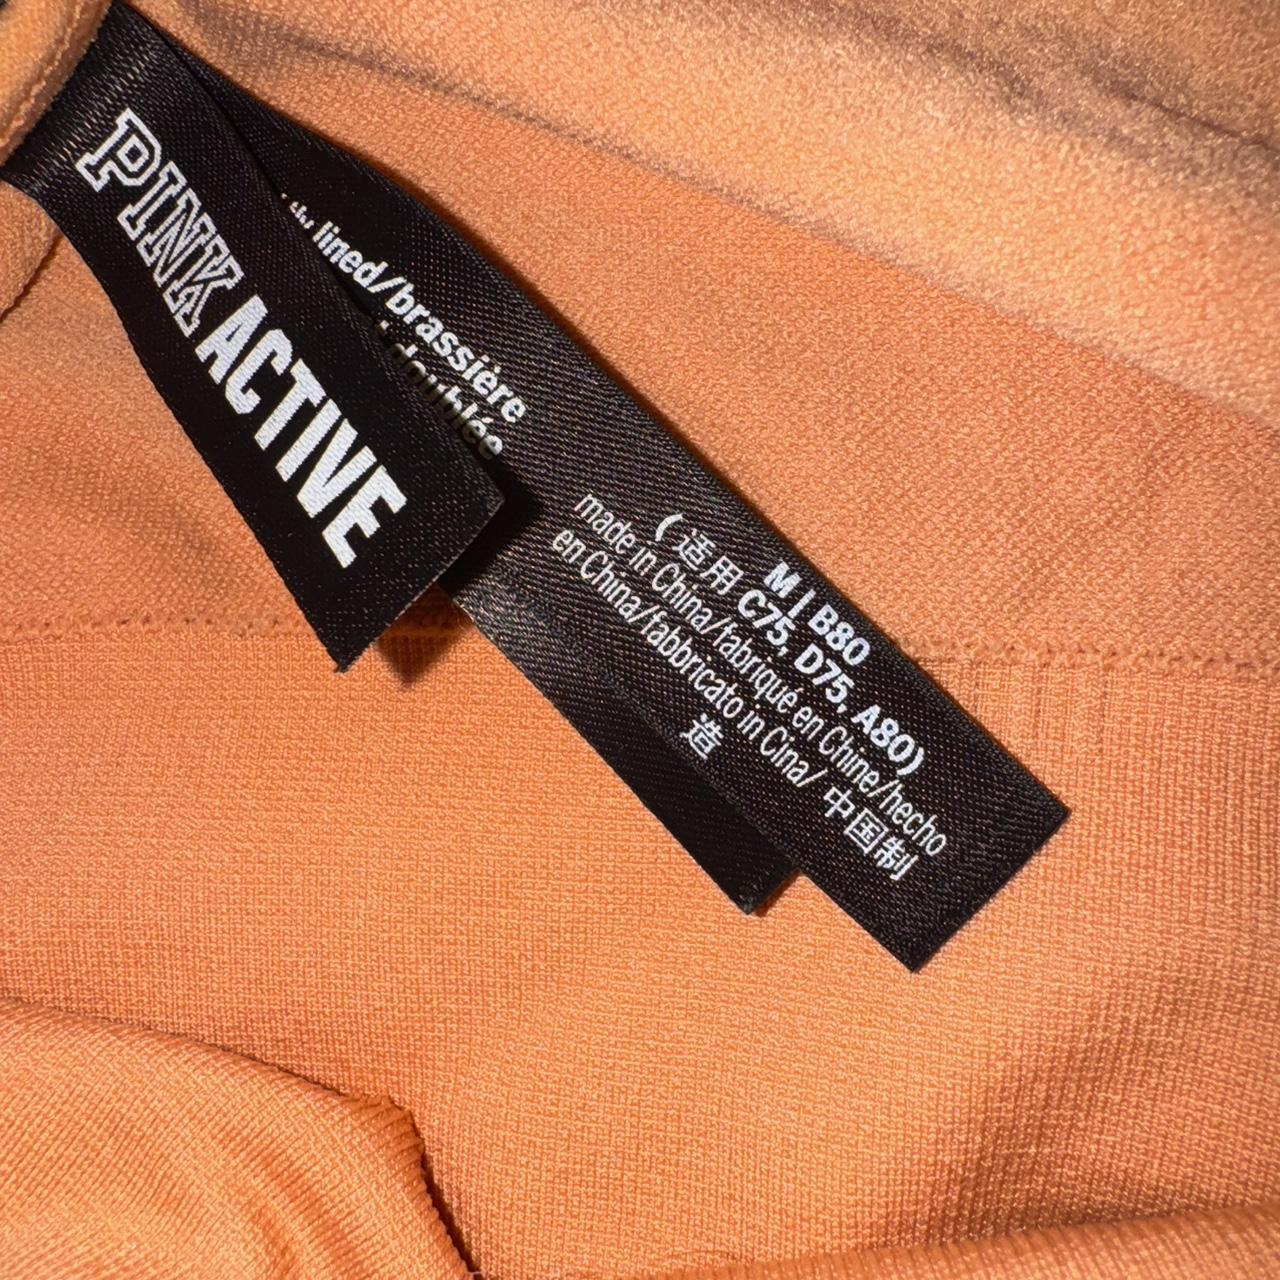 PINK ACTIVE
lined/brassière
doublée
M | B80
(适用 C75, D75, A80)
made in China/fabriqué en Chine/hecho
en China/fabbricato in Cina/ 中国制
造